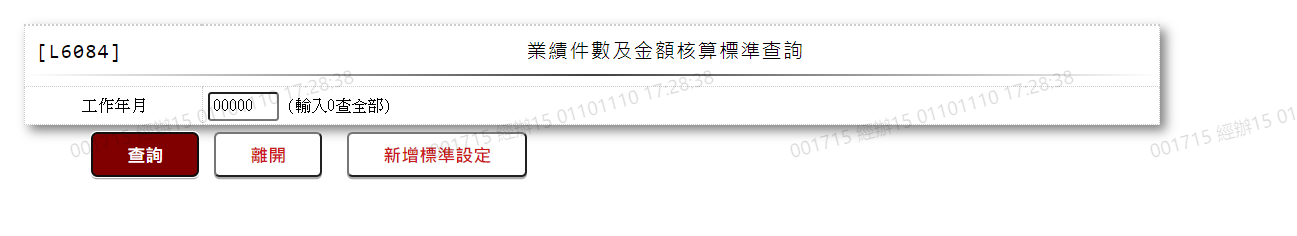 [L6084] 業績件數及金額核算標準查詢
工作年月 00000 (輸入0查全部)
001715 經辦15 01101110 17:28:38 001715 經辦15 01101110 17:28:38 001715 經辦15 01
查詢 離開 新增標準設定